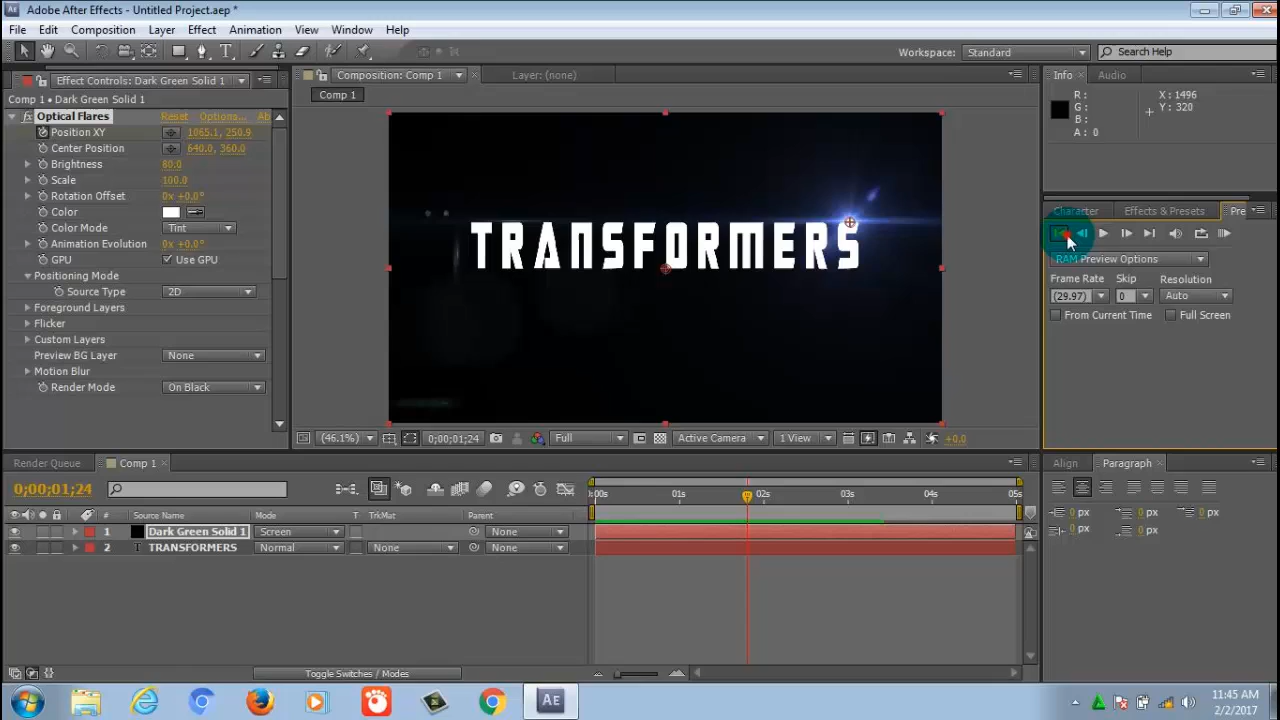 Adobe After Effects - Untitled Project.aep *
File Edit Composition Layer Effect Animation View Window Help
Workspace: Standard Search Help
Effect Controls: Dark Green Solid 1
Composition: Comp 1 Layer: (none)
Info Audio
Comp 1 • Dark Green Solid 1
Comp 1
R :
G :
B :
A : 0
X : 1496
Y : 320
Optical Flares Reset Options... Ab
Position XY 1065.1, 250.9
Center Position 640.0, 360.0
Brightness 80.0
Scale 100.0
Rotation Offset 0x +0.0°
Color
Color Mode Tint
Animation Evolution 0x +0.0°
GPU Use GPU
Positioning Mode
Source Type 2D
Foreground Layers
Flicker
Custom Layers
Preview BG Layer None
Motion Blur
Render Mode On Black
TRANSFORMERS
Character Effects & Presets Pre
RAM Preview Options
Frame Rate Skip Resolution
(29.97) 0 Auto
From Current Time Full Screen
(46.1%) 0;00;01;24 Full Active Camera 1 View +0.0
Render Queue Comp 1
Align Paragraph
0;00;01;24
:00s 01s 02s 03s 04s 05s
# Source Name Mode T TrkMat Parent
1 Dark Green Solid 1 Screen None
2 T TRANSFORMERS Normal None None
0 px 0 px 0 px
0 px 0 px
Toggle Switches / Modes
AE
11:45 AM
2/2/2017